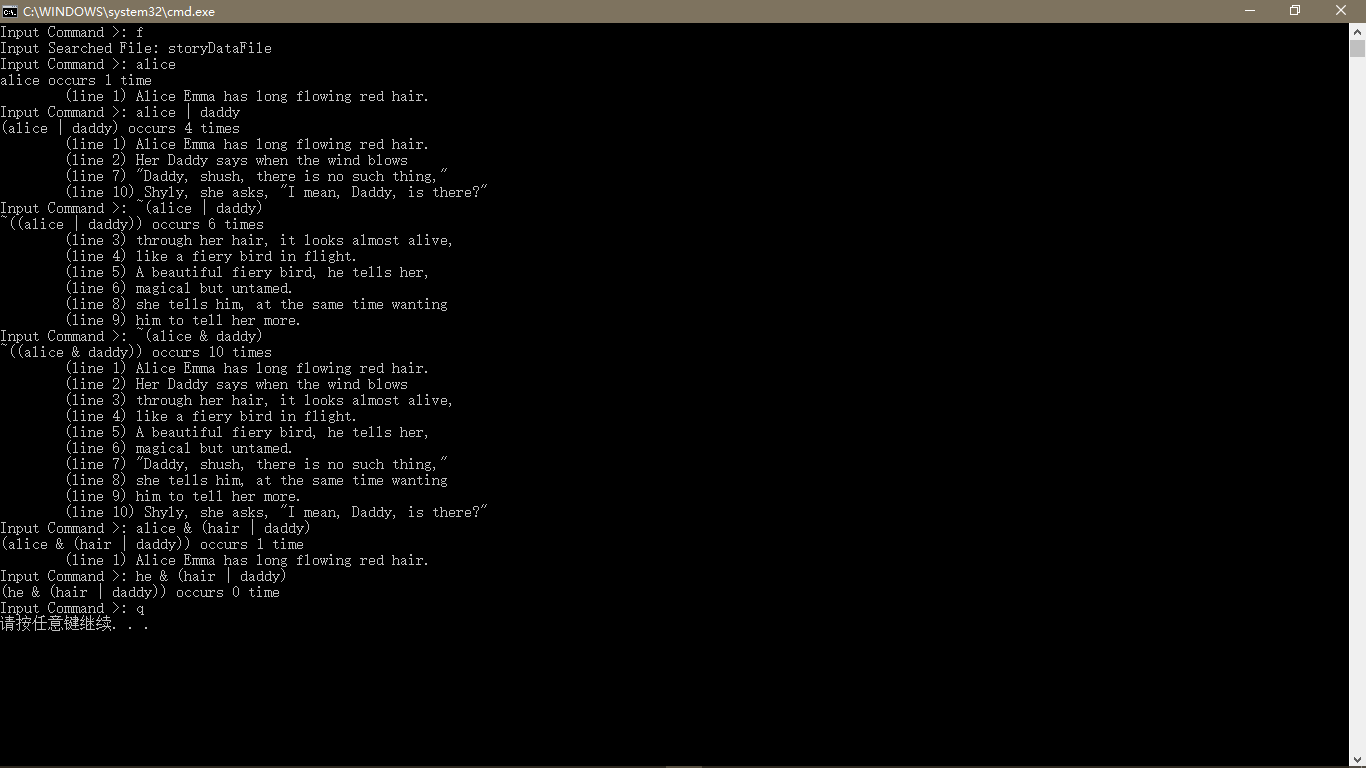 C:\WINDOWS\system32\cmd.exe
Input Command >: f
Input Searched File: storyDataFile
Input Command >: alice
alice occurs 1 time
(line 1) Alice Emma has long flowing red hair.
Input Command >: alice | daddy
(alice | daddy) occurs 4 times
(line 1) Alice Emma has long flowing red hair.
(line 2) Her Daddy says when the wind blows
(line 7) "Daddy, shush, there is no such thing,"
(line 10) Shyly, she asks, "I mean, Daddy, is there?"
Input Command >: ~(alice | daddy)
~((alice | daddy)) occurs 6 times
(line 3) through her hair, it looks almost alive,
(line 4) like a fiery bird in flight.
(line 5) A beautiful fiery bird, he tells her,
(line 6) magical but untamed.
(line 8) she tells him, at the same time wanting
(line 9) him to tell her more.
Input Command >: ~(alice & daddy)
~((alice & daddy)) occurs 10 times
(line 1) Alice Emma has long flowing red hair.
(line 2) Her Daddy says when the wind blows
(line 3) through her hair, it looks almost alive,
(line 4) like a fiery bird in flight.
(line 5) A beautiful fiery bird, he tells her,
(line 6) magical but untamed.
(line 7) "Daddy, shush, there is no such thing,"
(line 8) she tells him, at the same time wanting
(line 9) him to tell her more.
(line 10) Shyly, she asks, "I mean, Daddy, is there?"
Input Command >: alice & (hair | daddy)
(alice & (hair | daddy)) occurs 1 time
(line 1) Alice Emma has long flowing red hair.
Input Command >: he & (hair | daddy)
(he & (hair | daddy)) occurs 0 time
Input Command >: q
请按任意键继续. . .